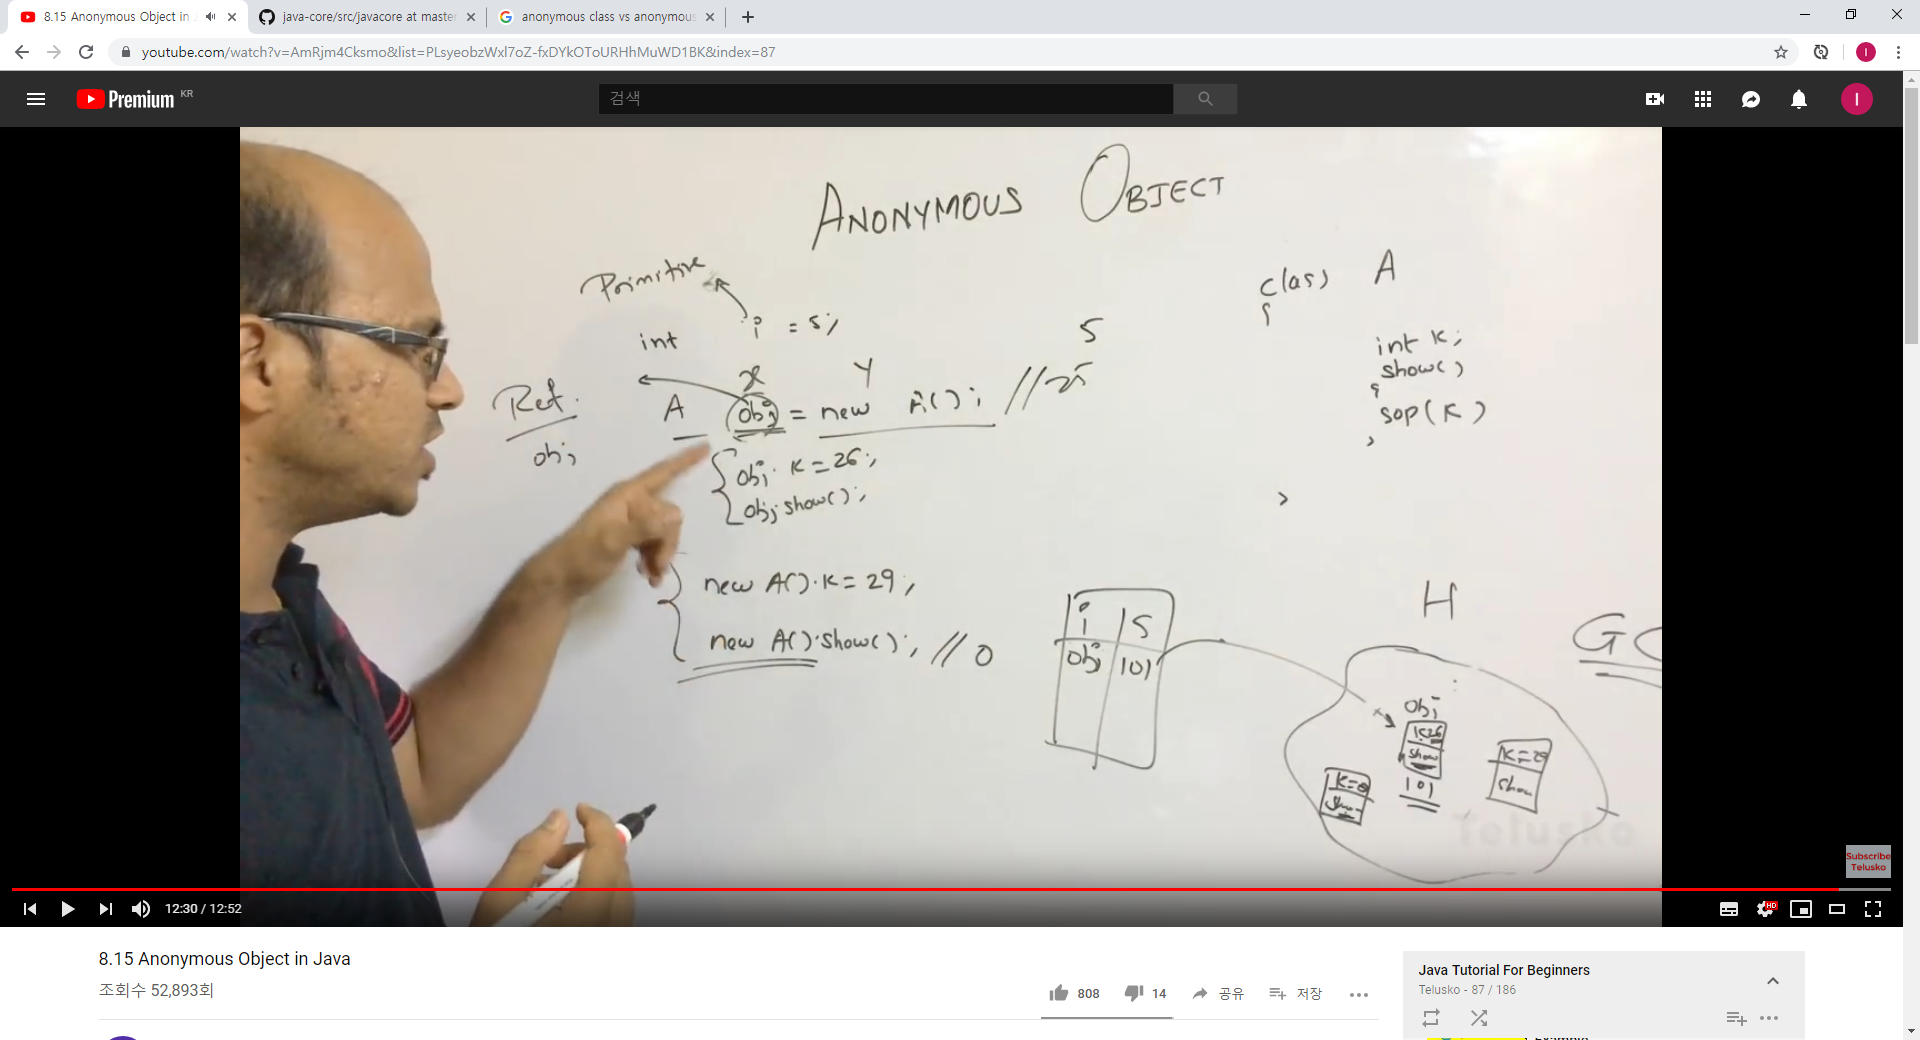 8.15 Anonymous Object in
java-core/src/javacore at master
anonymous class vs anonymous
youtube.com/watch?v=AmRjm4Cksmo&list=PLsyeobzWxl7oZ-fxDYkOToURHhMuWD1BK&index=87
I
Premium KR
검색
I
ANONYMOUS OBJECT
Primitive
int i = 5;
5
x Y
Ref. A obj = new A(); // 25
obj
obj.k=26;
obj.show();
new A().k=29;
new A().show(); // 0
class A
{
int k;
show()
{
sop(k)
}
}
i 5
obj 101
H
GC
obj
k=26
show
101
k=29
show
k=0
show
Telusko
Subscribe
Telusko
12:30 / 12:52
HD
8.15 Anonymous Object in Java
조회수 52,893회
808
14
공유
저장
Java Tutorial For Beginners
Telusko - 87 / 186